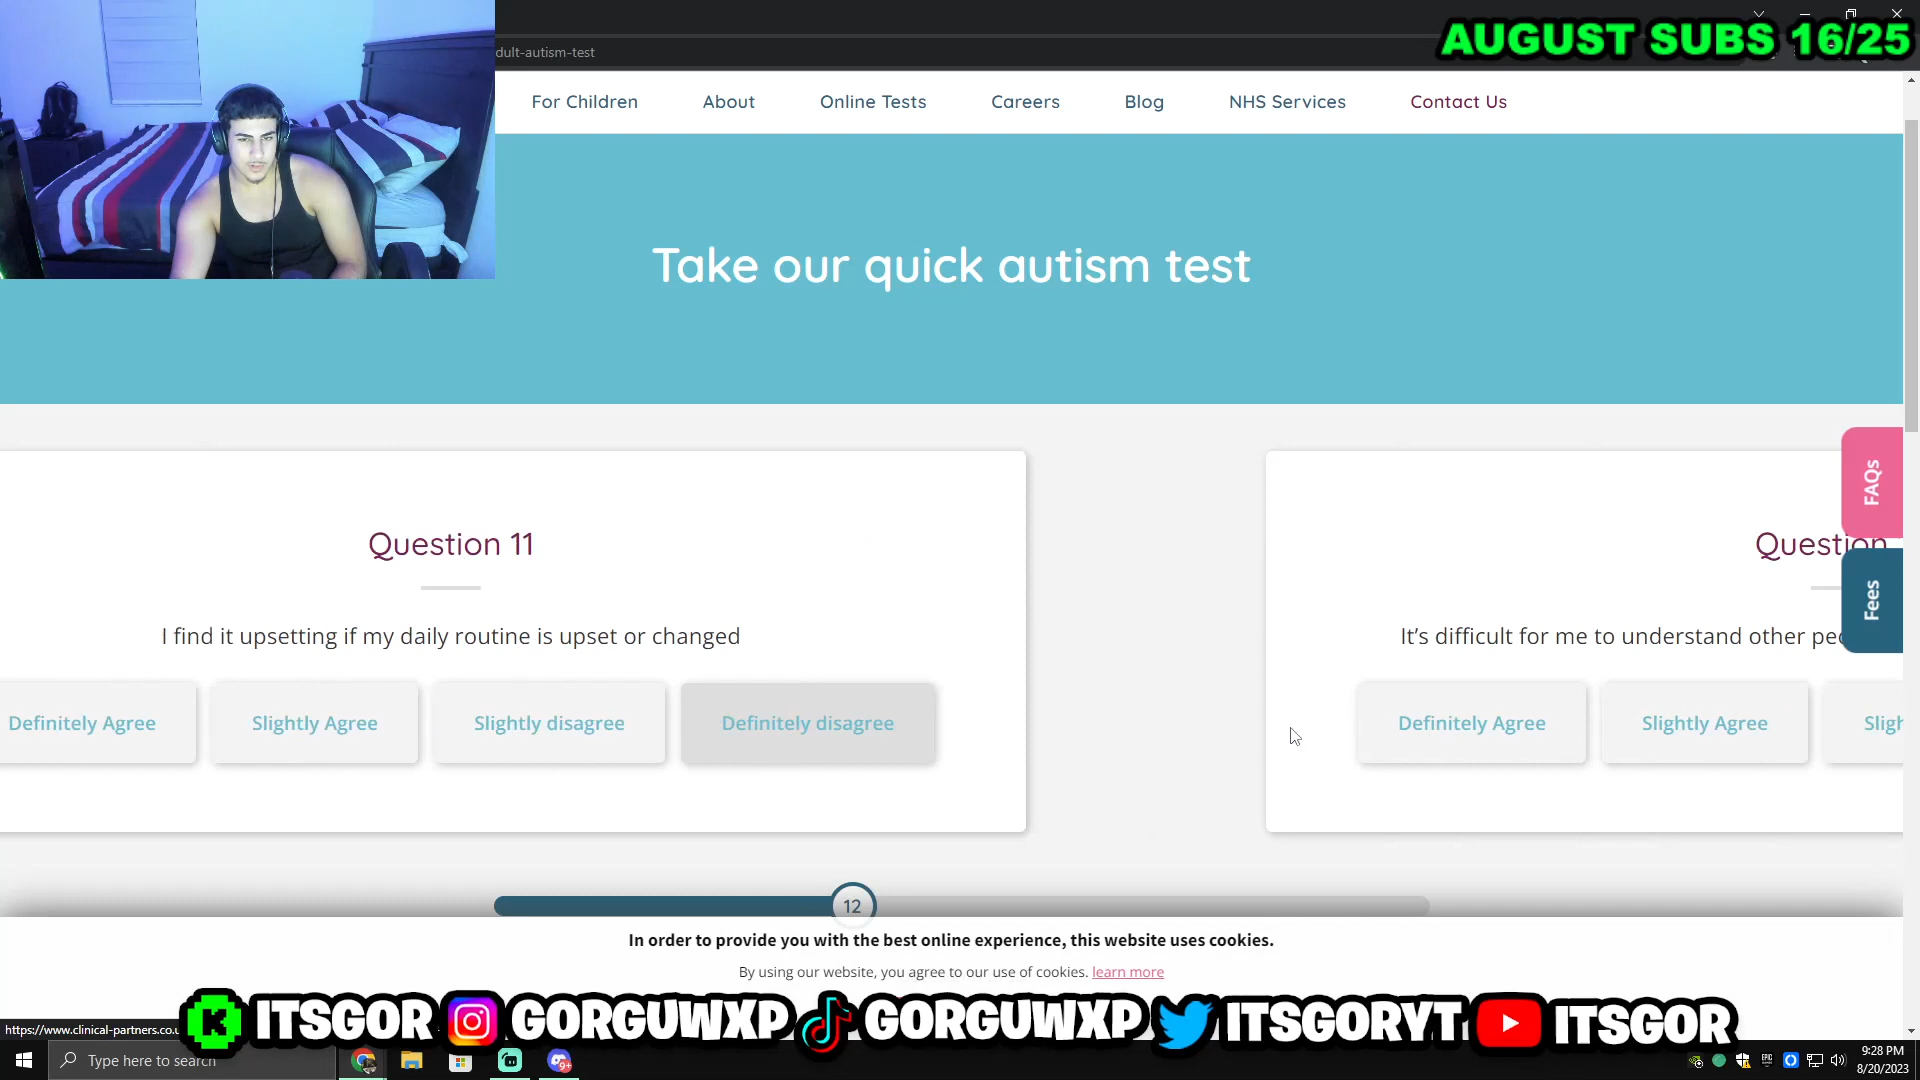 AUGUST SUBS 16/25
dult-autism-test
For Children About Online Tests Careers Blog NHS Services Contact Us
Take our quick autism test
FAQs
Fees
Question 11
I find it upsetting if my daily routine is upset or changed
Definitely Agree Slightly Agree Slightly disagree Definitely disagree
Question
It’s difficult for me to understand other
Definitely Agree Slightly Agree
12
In order to provide you with the best online experience, this website uses cookies.
By using our website, you agree to our use of cookies. learn more
ITSGOR GORGUWXP GORGUWXP ITSGORYT ITSGOR
https://www.clinical-partners.co.u
Type here to search
9:28 PM
8/20/2023